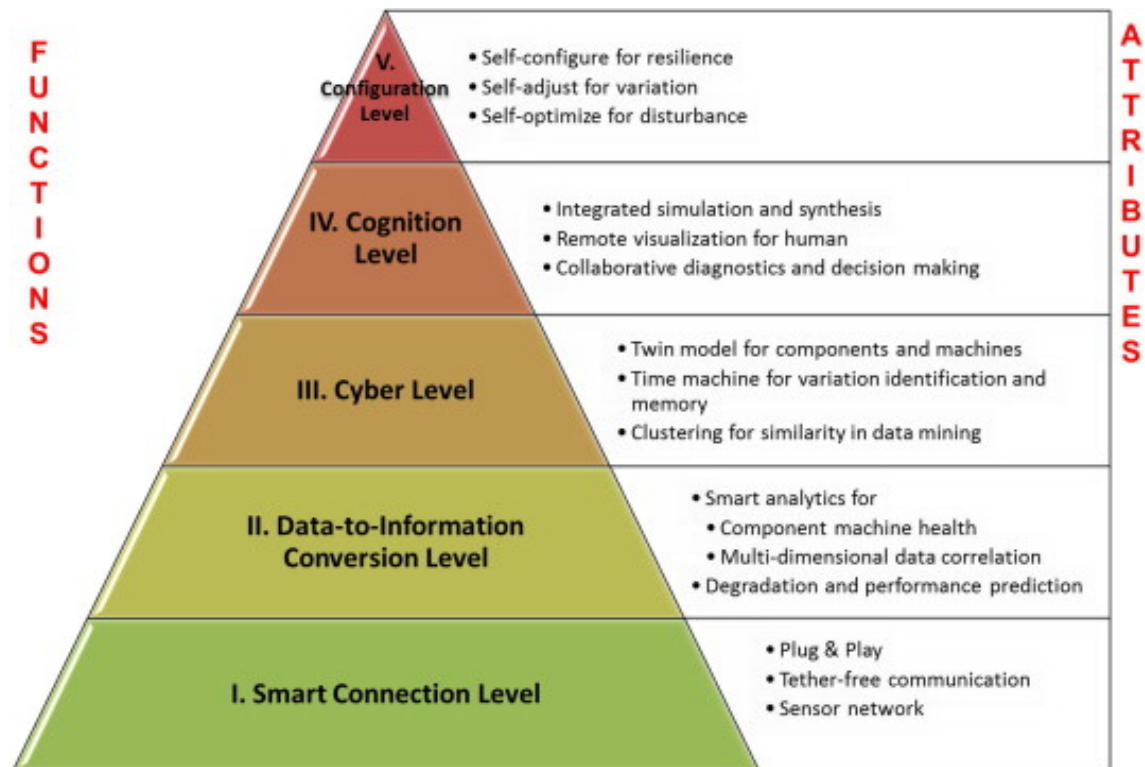 FUNCTIONS
ATTRIBUTES
V.
Configuration
Level
• Self-configure for resilience
• Self-adjust for variation
• Self-optimize for disturbance
IV. Cognition
Level
• Integrated simulation and synthesis
• Remote visualization for human
• Collaborative diagnostics and decision making
III. Cyber Level
• Twin model for components and machines
• Time machine for variation identification and
memory
• Clustering for similarity in data mining
II. Data-to-Information
Conversion Level
• Smart analytics for
• Component machine health
• Multi-dimensional data correlation
• Degradation and performance prediction
I. Smart Connection Level
• Plug & Play
• Tether-free communication
• Sensor network